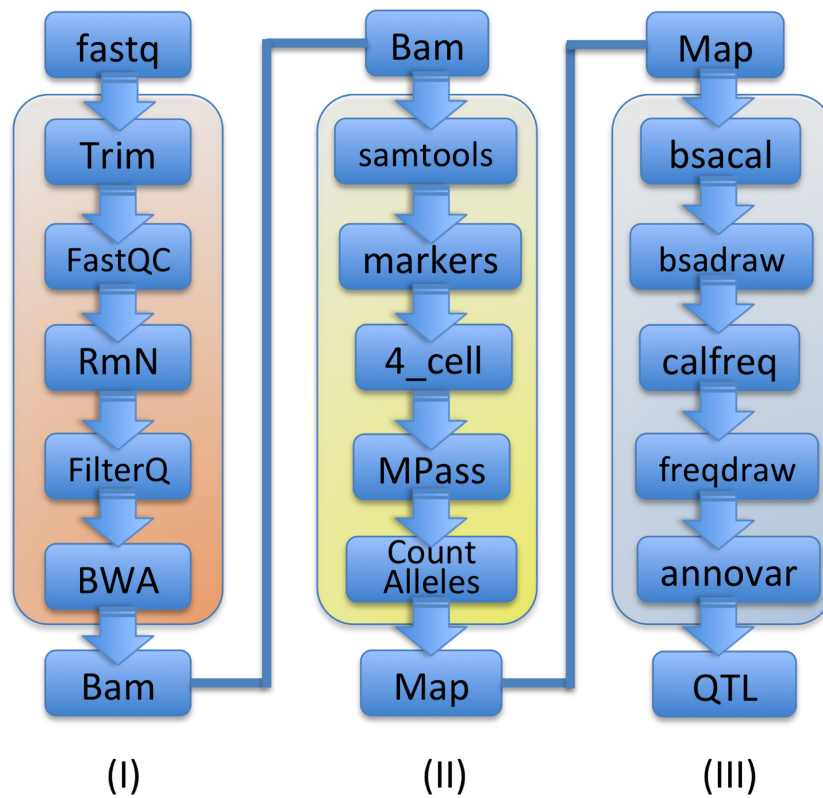 fastq
Trim
FastQC
RmN
FilterQ
BWA
Bam
(I)
Bam
samtools
markers
4_cell
MPass
Count
Alleles
Map
(II)
Map
bsacal
bsadraw
calfreq
freqdraw
annovar
QTL
(III)